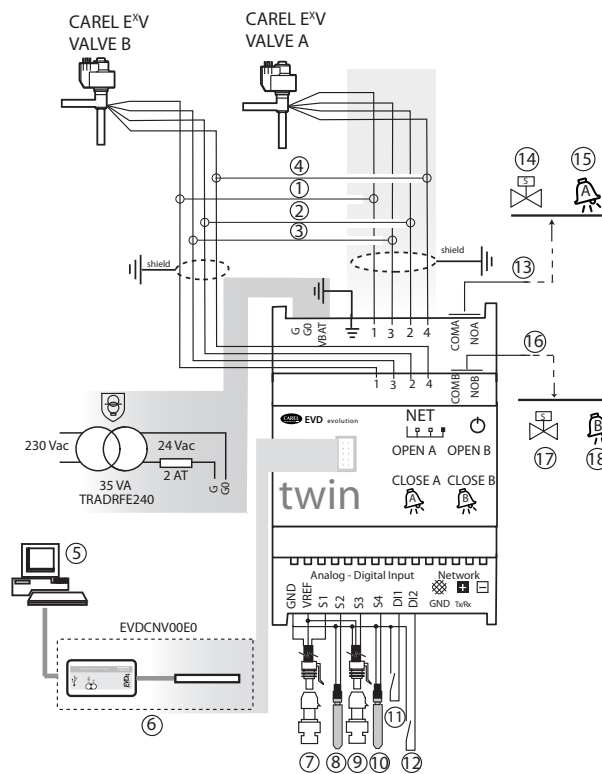 CAREL EXV
VALVE B
CAREL EXV
VALVE A
4
1
2
3
shield
shield
14
15
S
A
13
G
G0
VBAT
1
3
2
4
COMA
NOA
16
1
3
2
4
COMB
NOB
S
B
17
18
230 Vac
24 Vac
2 AT
35 VA
TRADRFE240
G
G0
CAREL EVD evolution
NET
OPEN A OPEN B
CLOSE A CLOSE B
A
B
twin
5
EVDCNV00E0
6
Analog - Digital Input
Network
GND
VREF
S1
S2
S3
S4
DI1
DI2
GND Tx/Rx
7
8
9
10
11
12